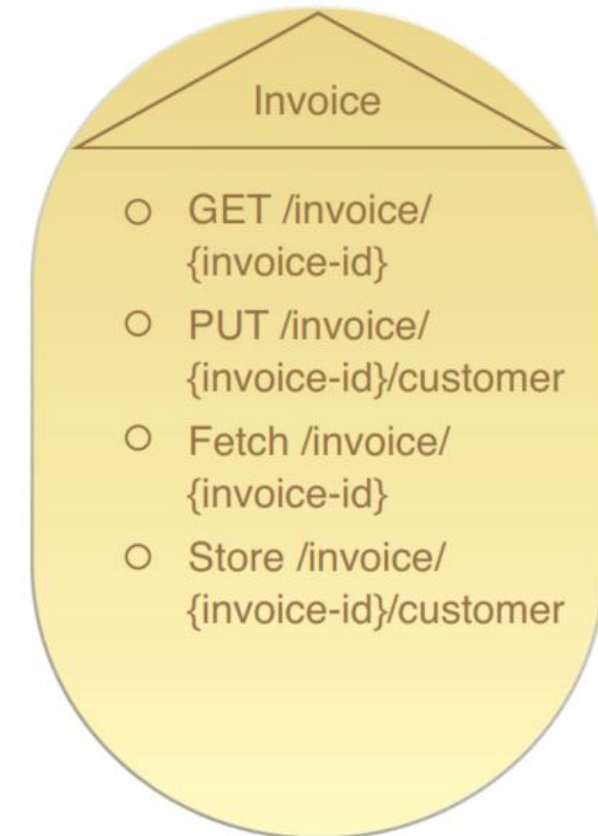 Invoice
GET /invoice/
{invoice-id}
PUT /invoice/
{invoice-id}/customer
Fetch /invoice/
{invoice-id}
Store /invoice/
{invoice-id}/customer